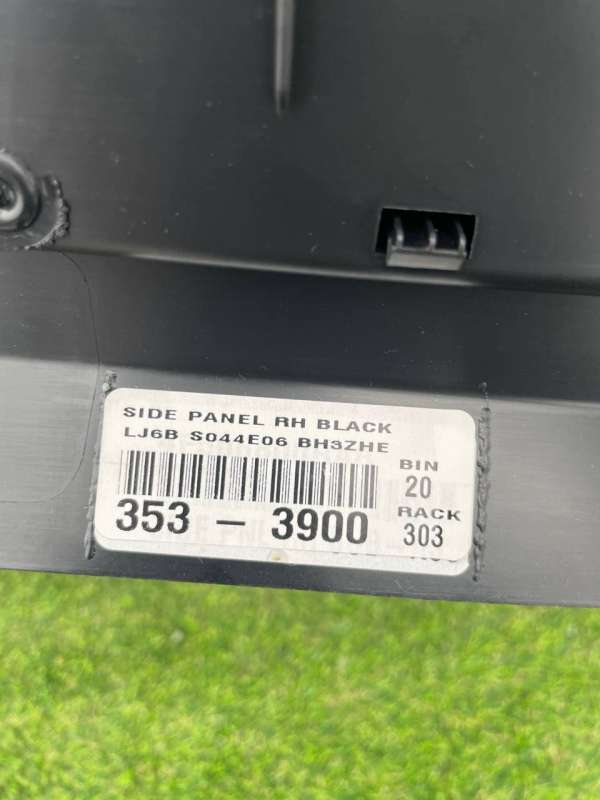 SIDE PANEL RH BLACK
LJ6B S044E06 BH3ZHE
BIN
20
353 – 3900
RACK
303